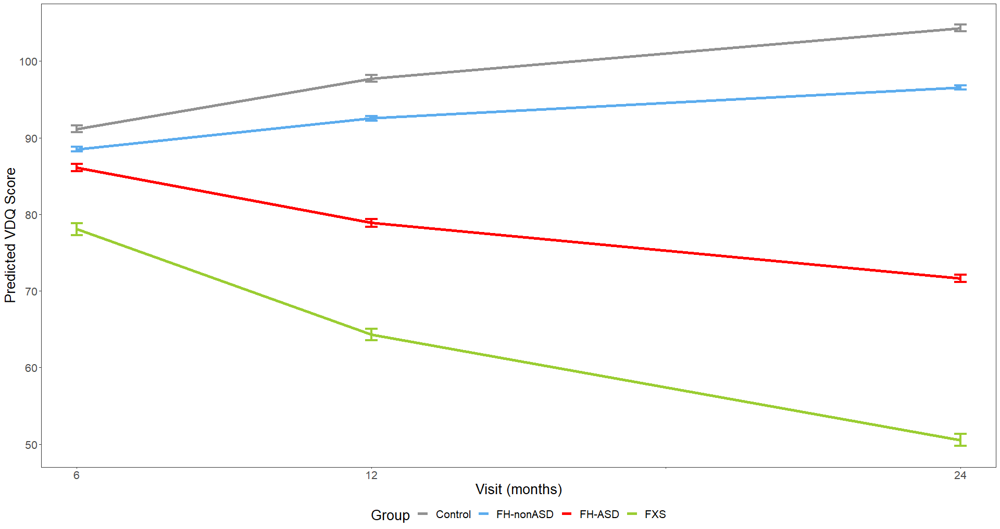 Predicted VDQ Score
100
90
80
70
60
50
6 12 24
Visit (months)
Group Control FH-nonASD FH-ASD FXS